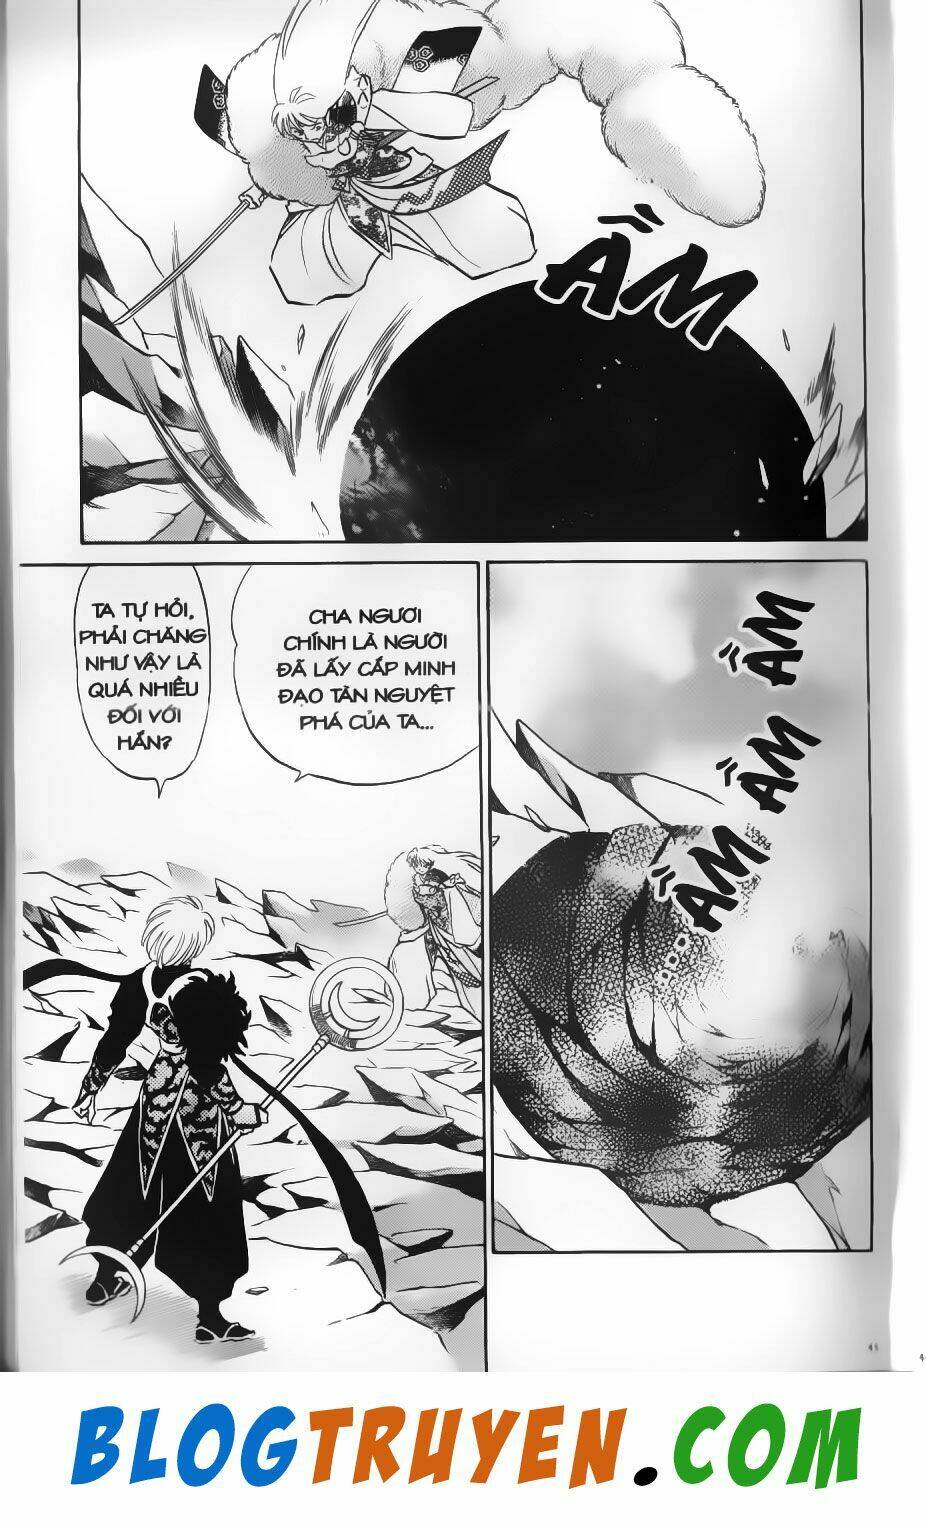 ẦM
CHA NGƯƠI
CHÍNH LÀ NGƯỜI
ĐÃ LẤY CẮP MINH
ĐẠO TÀN NGUYỆT
PHÁ CỦA TA...
TA TỰ HỎI,
PHẢI CHĂNG
NHƯ VẬY LÀ
QUÁ NHIỀU
ĐỐI VỚI
HẮN?
ẦM ẦM
ẦM ẦM
BLOGTRUYEN.COM